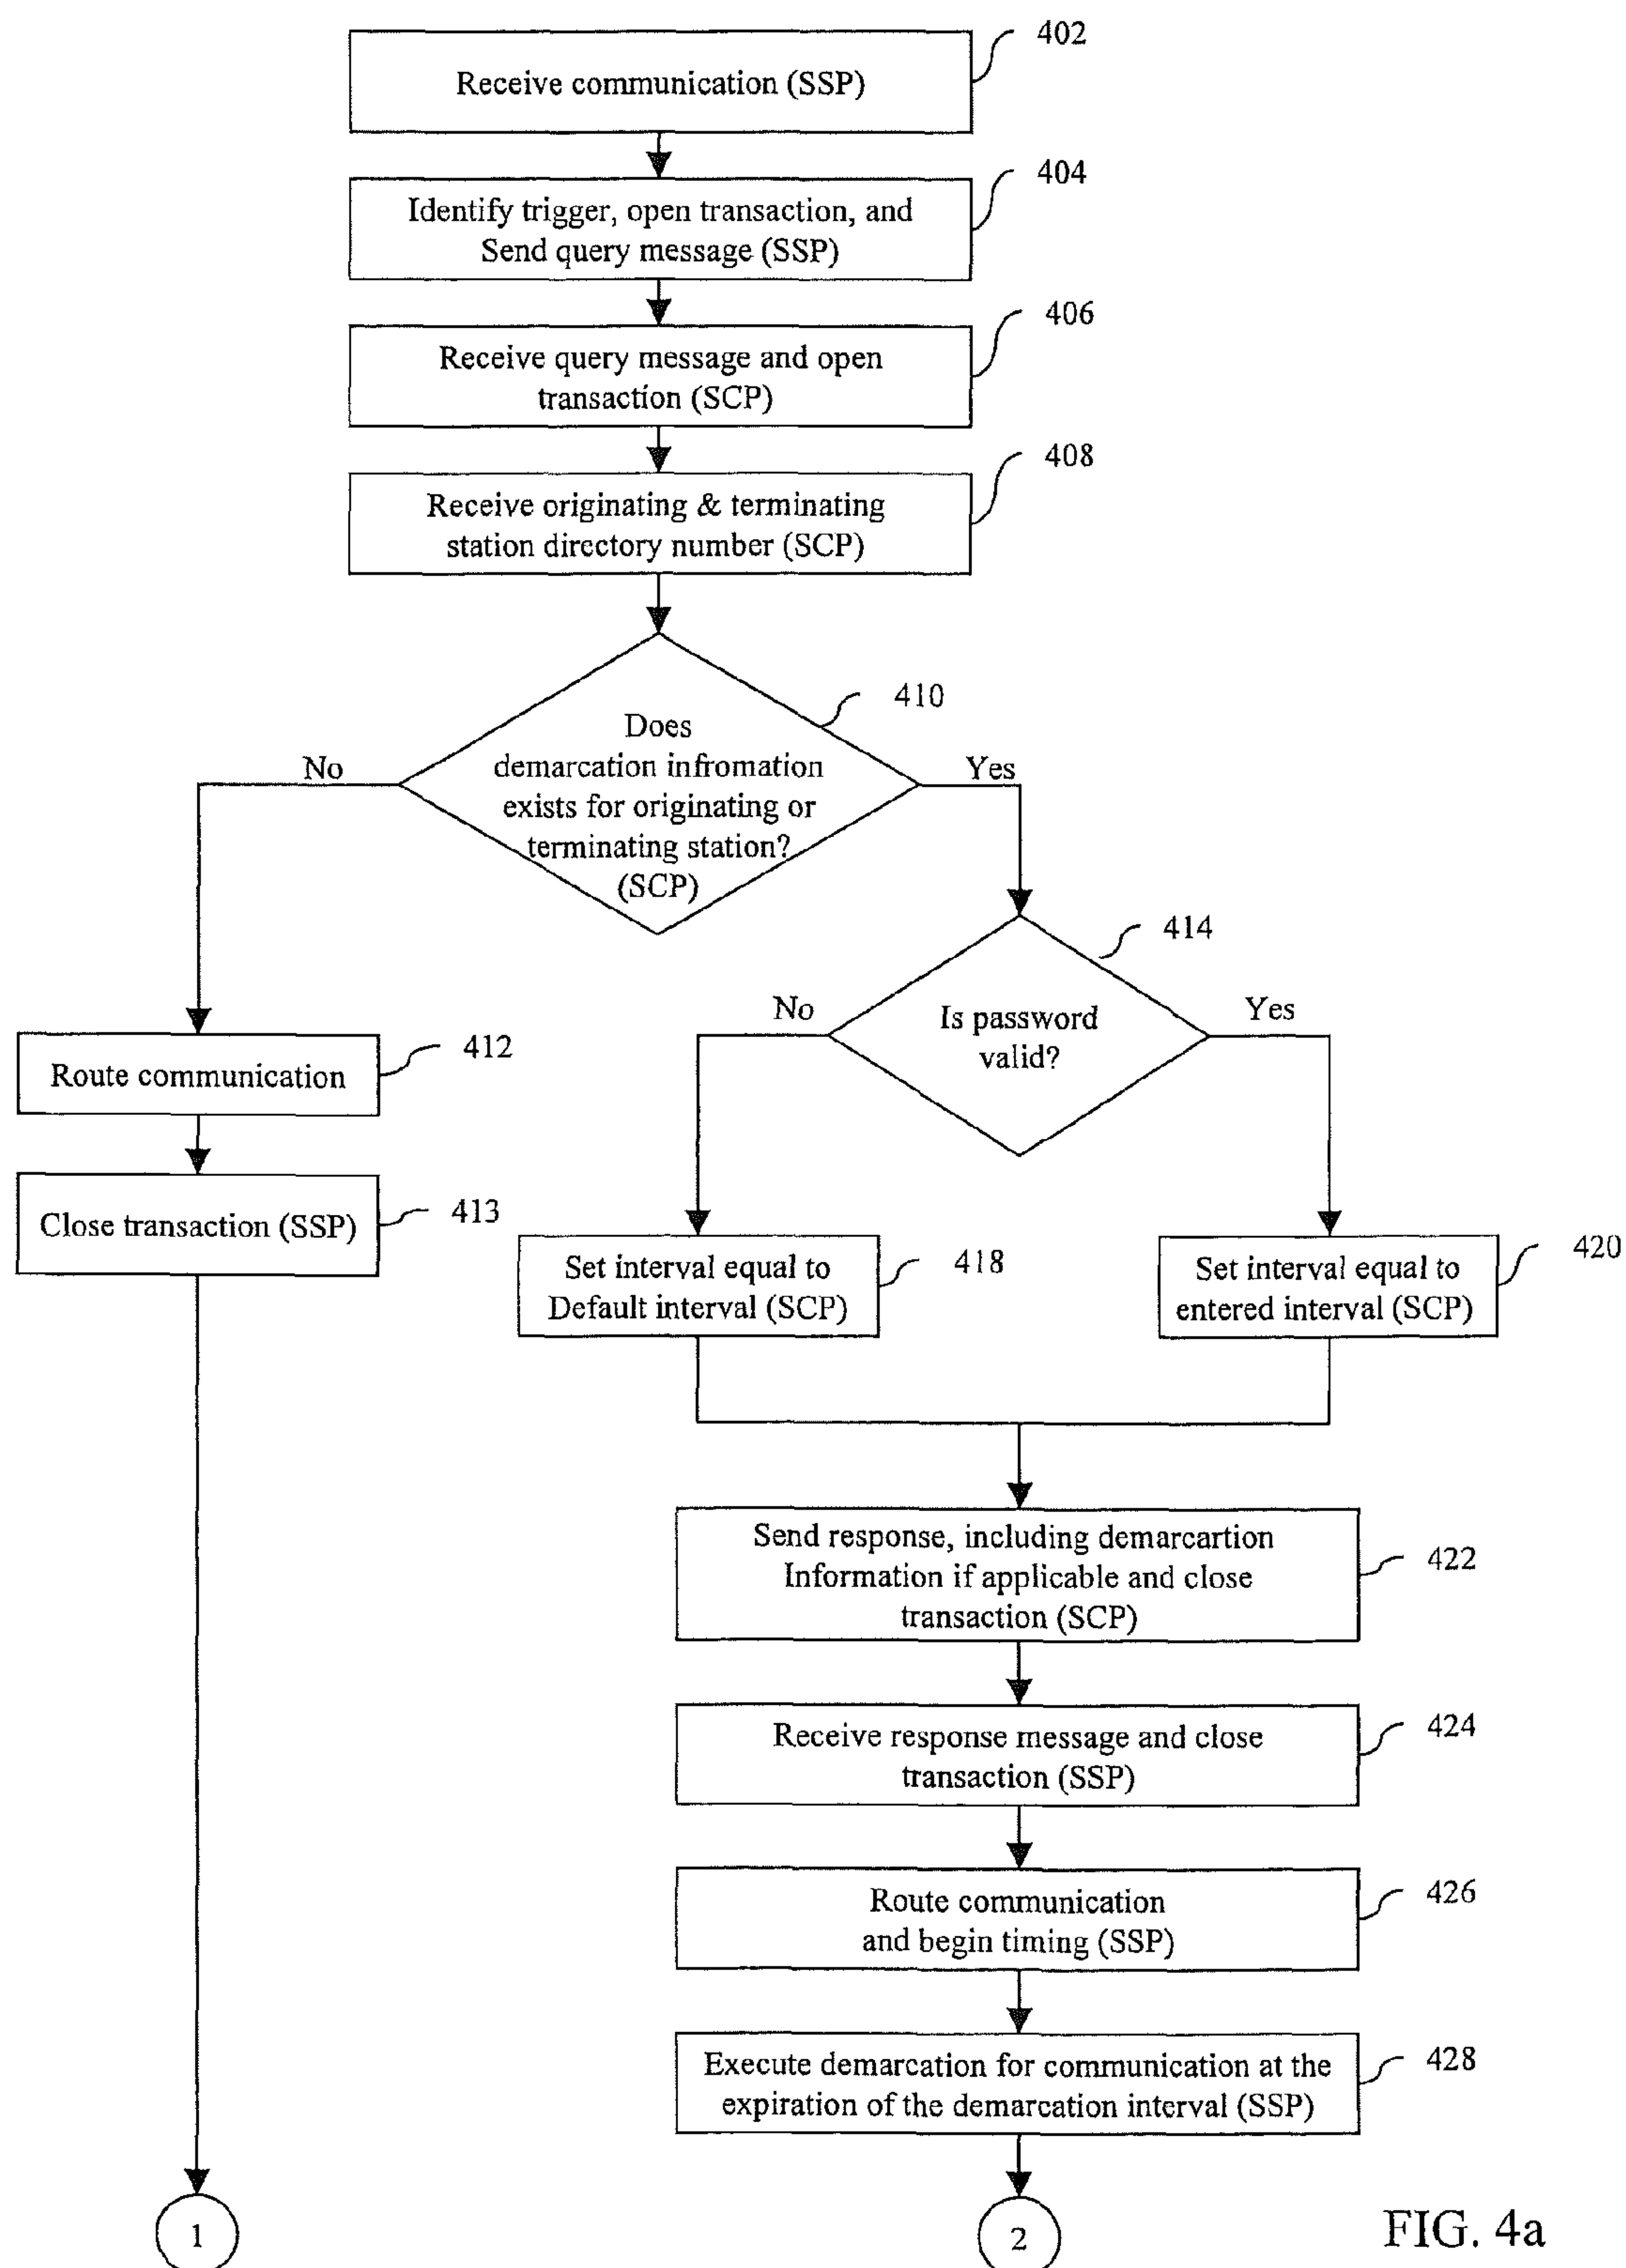 402
Receive communication (SSP)
404
Identify trigger, open transaction, and
Send query message (SSP)
406
Receive query message and open
transaction (SCP)
408
Receive originating & terminating
station directory number (SCP)
410
Does
demarcation infromation
exists for originating or
terminating station?
(SCP)
No
Yes
414
Is password
valid?
No
Yes
412
Route communication
413
Close transaction (SSP)
418
Set interval equal to
Default interval (SCP)
420
Set interval equal to
entered interval (SCP)
422
Send response, including demarcartion
Information if applicable and close
transaction (SCP)
424
Receive response message and close
transaction (SSP)
426
Route communication
and begin timing (SSP)
428
Execute demarcation for communication at the
expiration of the demarcation interval (SSP)
1
2
FIG. 4a